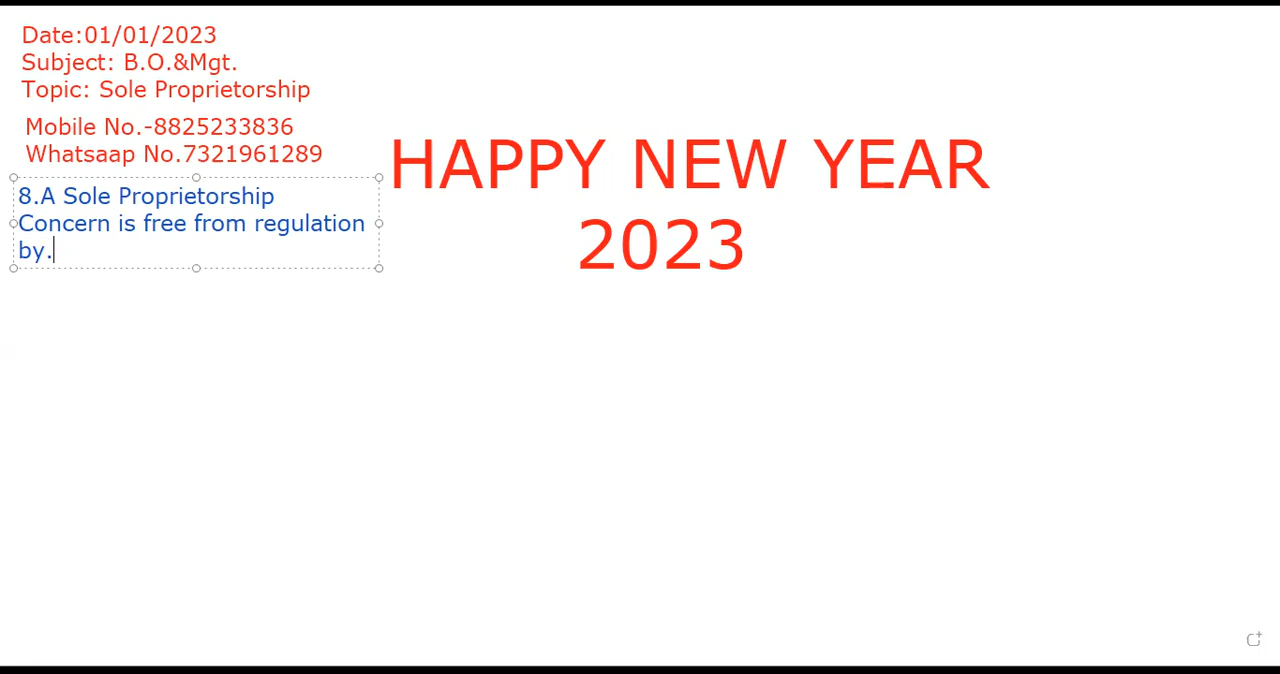 Date:01/01/2023
Subject: B.O.&Mgt.
Topic: Sole Proprietorship
Mobile No.-8825233836
Whatsaap No.7321961289
HAPPY NEW YEAR
2023
8.A Sole Proprietorship
Concern is free from regulation
by.